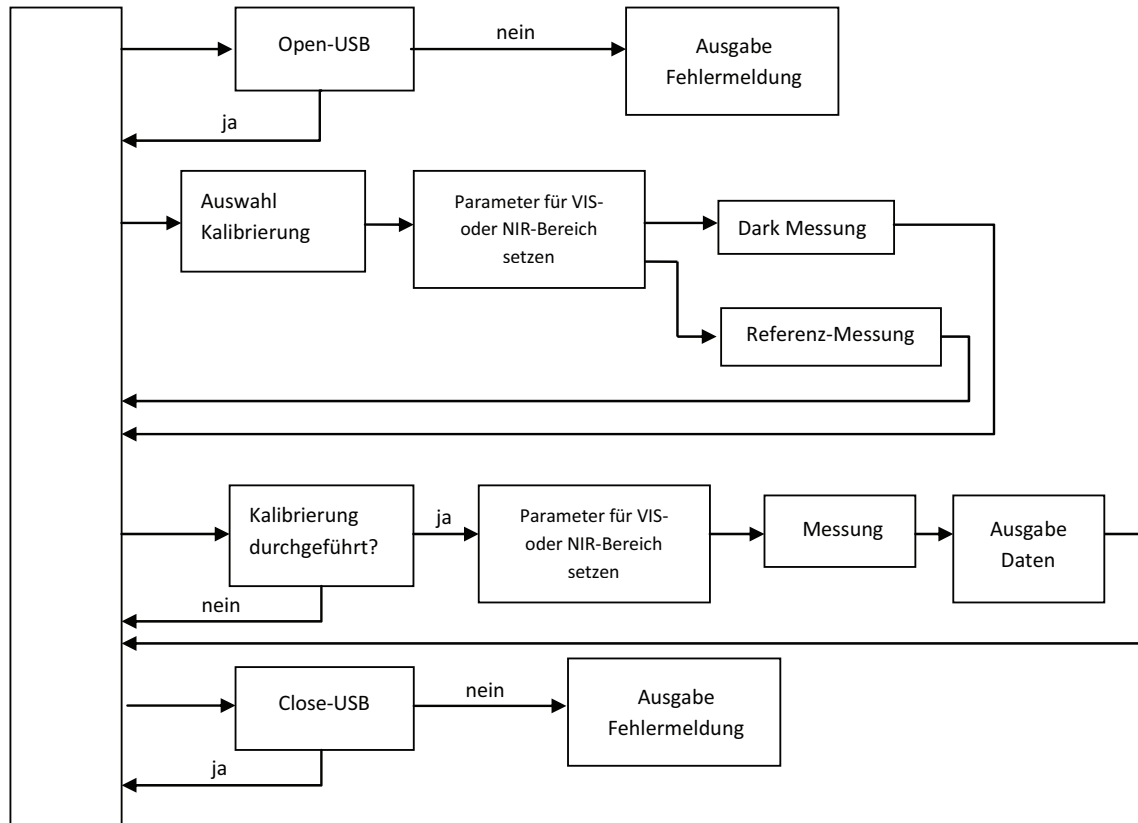 Open-USB
nein
Ausgabe
Fehlermeldung
ja
Auswahl
Kalibrierung
Parameter für VIS-
oder NIR-Bereich
setzen
Dark Messung
Referenz-Messung
Kalibrierung
durchgeführt?
ja
Parameter für VIS-
oder NIR-Bereich
setzen
Messung
Ausgabe
Daten
nein
Close-USB
nein
Ausgabe
Fehlermeldung
ja